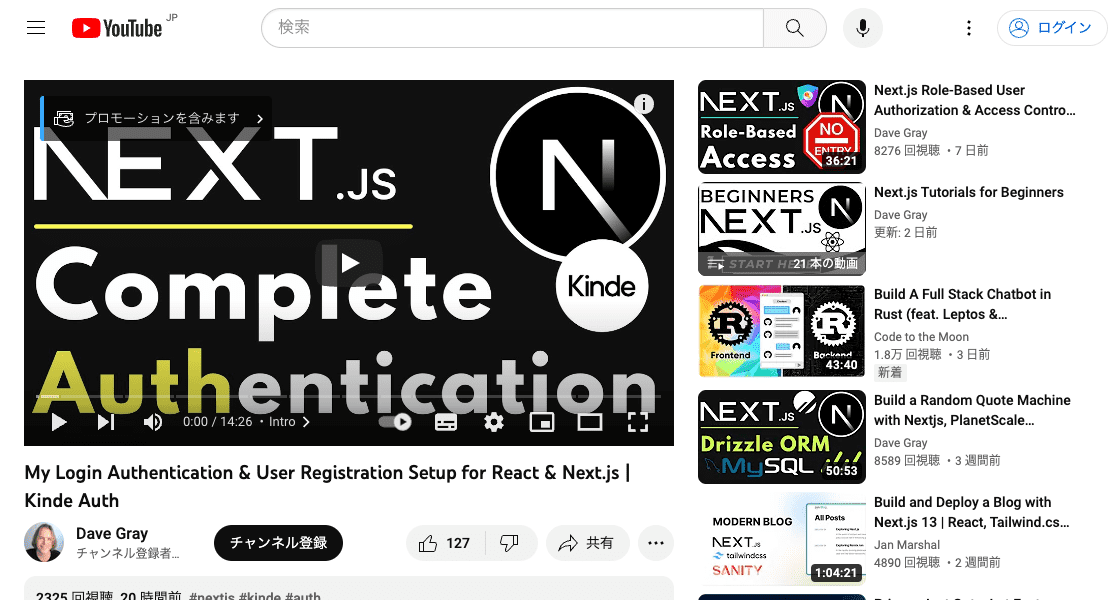 YouTube JP
検索
ログイン
プロモーションを含みます
NEXT.JS
Complete
Authentication
N
Kinde
0:00 / 14:26 ・ Intro
My Login Authentication & User Registration Setup for React & Next.js |
Kinde Auth
Dave Gray
チャンネル登録者...
チャンネル登録
127
共有
2325 回視聴 20 時間前 #nextjs #kinde #auth
NEXT.JS
N
Role-Based
Access
NO
ENTRY
36:21
Next.js Role-Based User
Authorization & Access Contro...
Dave Gray
8276 回視聴 ・7 日前
BEGINNERS
NEXT.JS
N
START HERE
21 本の動画
Next.js Tutorials for Beginners
Dave Gray
更新: 2 日前
R
R
Frontend
Backend
43:40
Build A Full Stack Chatbot in
Rust (feat. Leptos &...
Code to the Moon
1.8万 回視聴 ・3 日前
新着
NEXT.JS
N
Drizzle ORM
MySQL
50:53
Build a Random Quote Machine
with Nextjs, PlanetScale...
Dave Gray
8589 回視聴 ・3 週間前
MODERN BLOG
NEXT.JS
tailwindcss
SANITY
All Posts
1:04:21
Build and Deploy a Blog with
Next.js 13 | React, Tailwind.cs...
Jan Marshal
4890 回視聴 ・2 週間前